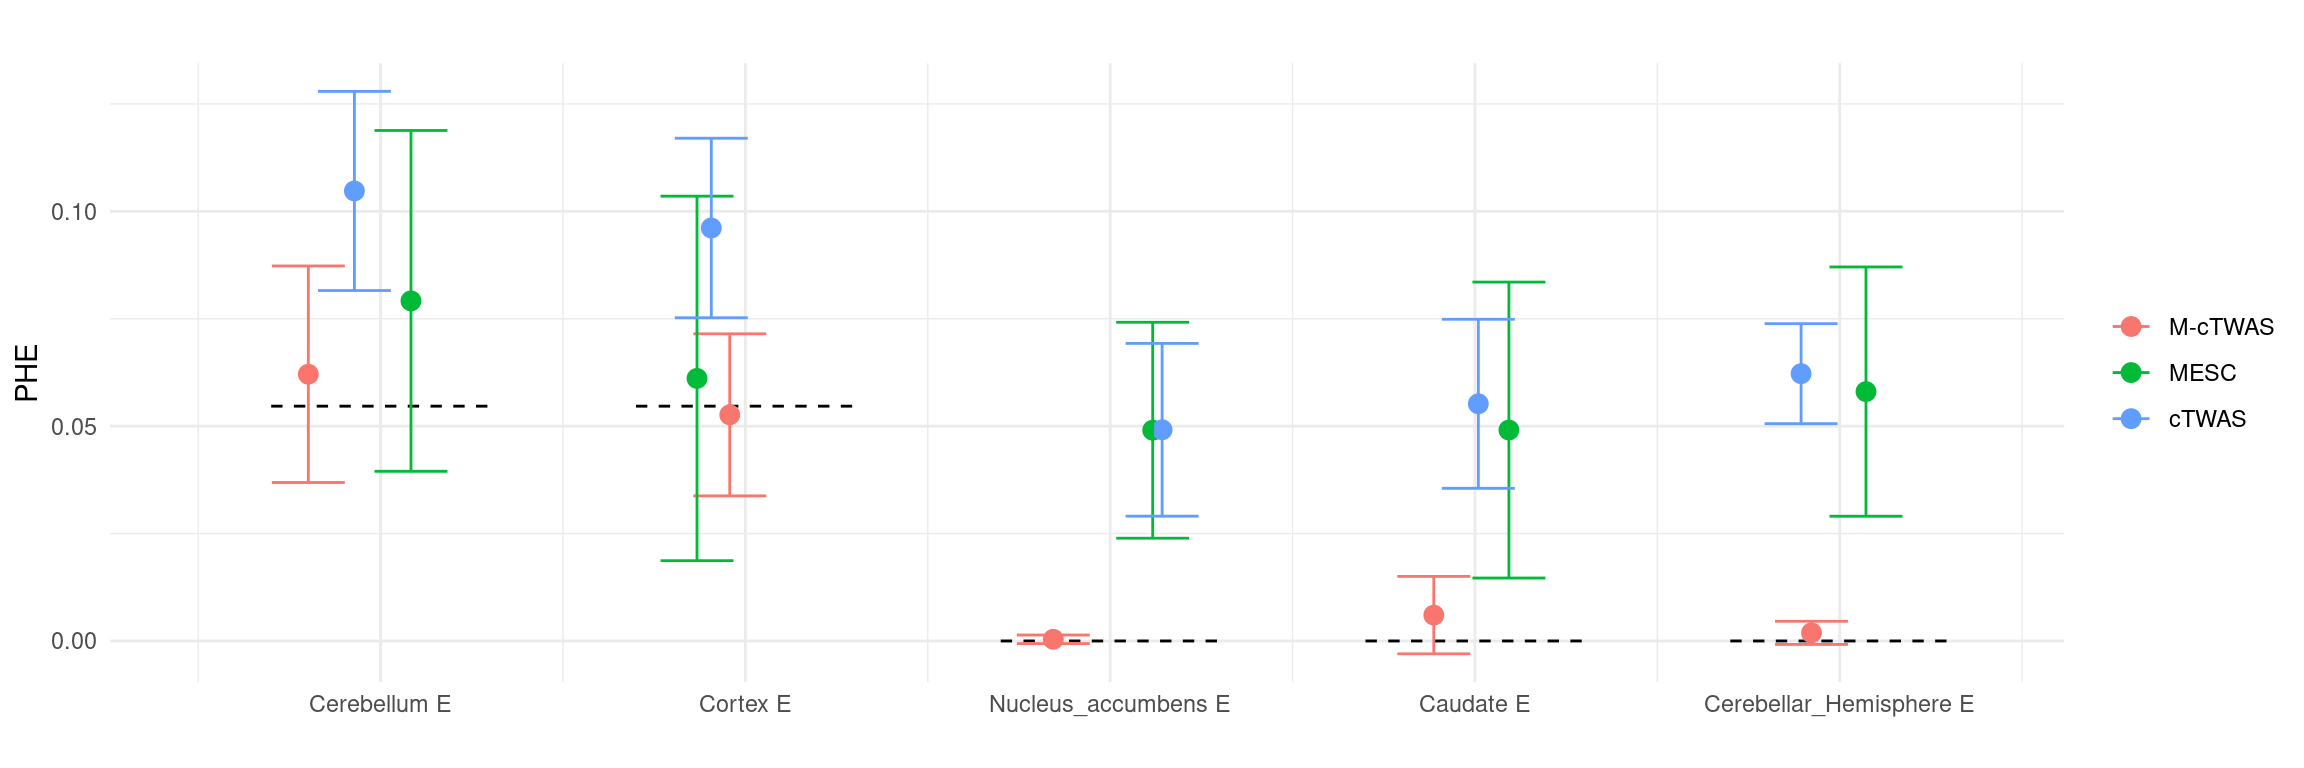 PHE
0.10
0.05
0.00
Cerebellum E
Cortex E
Nucleus_accumbens E
Caudate E
Cerebellar_Hemisphere E
M-cTWAS
MESC
cTWAS